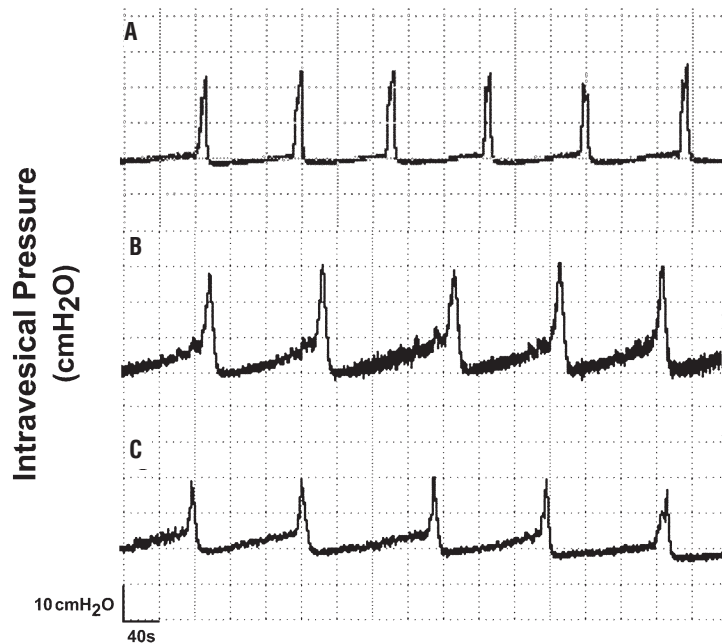 A
Intravesical Pressure
(cmH2O)
B
C
10 cmH2O
40s